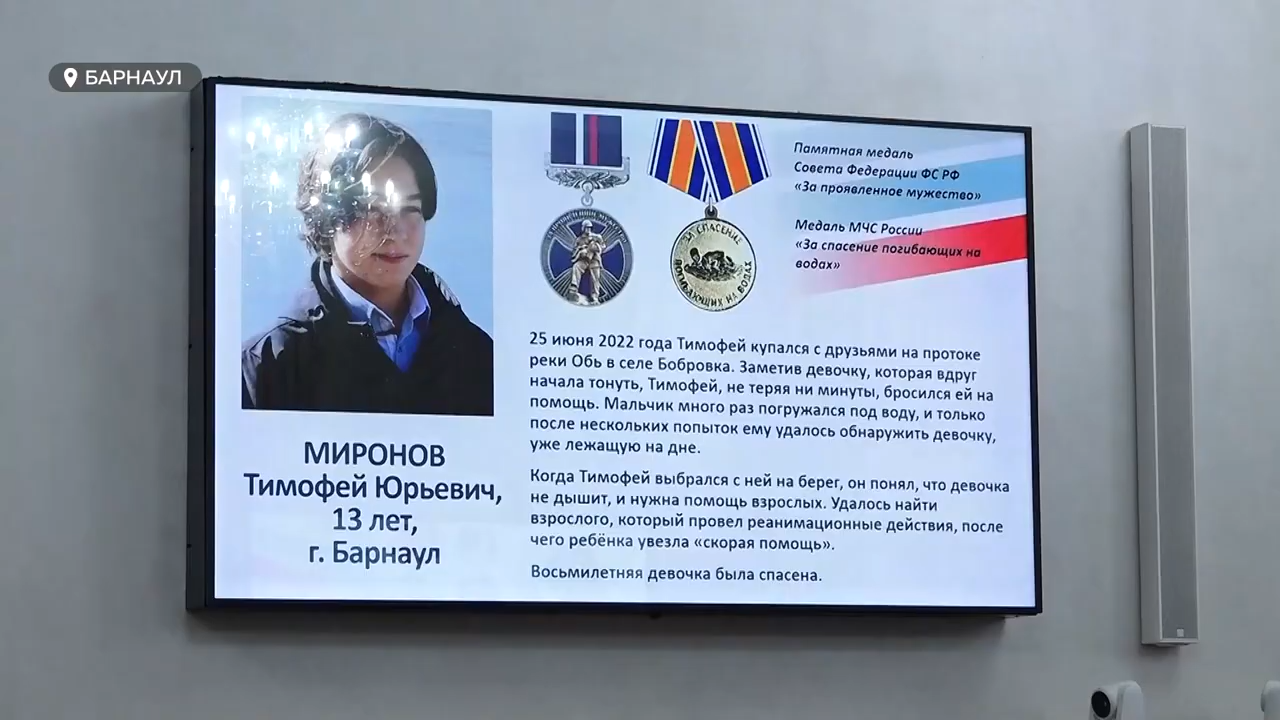 БАРНАУЛ
Памятная медаль
Совета Федерации ФС РФ
«За проявленное мужество»
Медаль МЧС России
«За спасение погибающих на
водах»
ЗА СПАСЕНИЕ
ПОГИБАЮЩИХ НА ВОДАХ
25 июня 2022 года Тимофей купался с друзьями на протоке
реки Обь в селе Бобровка. Заметив девочку, которая вдруг
начала тонуть, Тимофей, не теряя ни минуты, бросился ей на
помощь. Мальчик много раз погружался под воду, и только
после нескольких попыток ему удалось обнаружить девочку,
уже лежащую на дне.
Когда Тимофей выбрался с ней на берег, он понял, что девочка
не дышит, и нужна помощь взрослых. Удалось найти
взрослого, который провел реанимационные действия, после
чего ребёнка увезла «скорая помощь».
Восьмилетняя девочка была спасена.
МИРОНОВ
Тимофей Юрьевич,
13 лет,
г. Барнаул